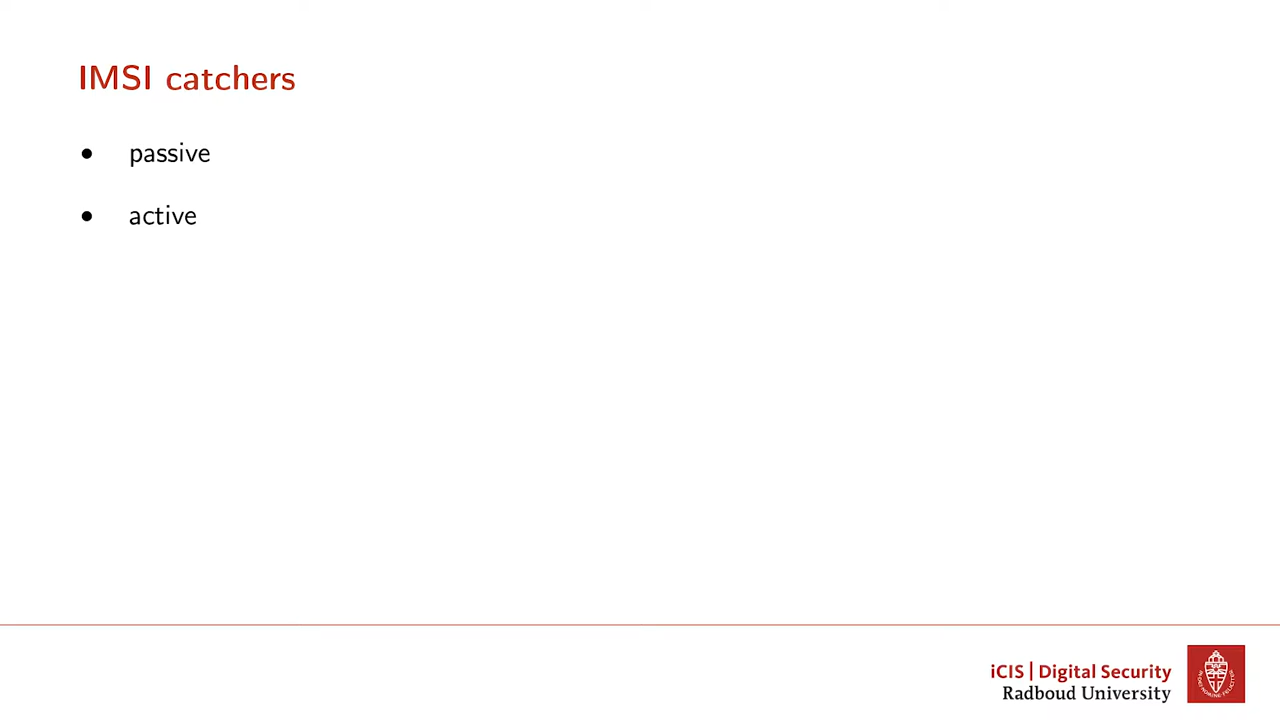 IMSI catchers
• passive
• active
iCIS | Digital Security
Radboud University